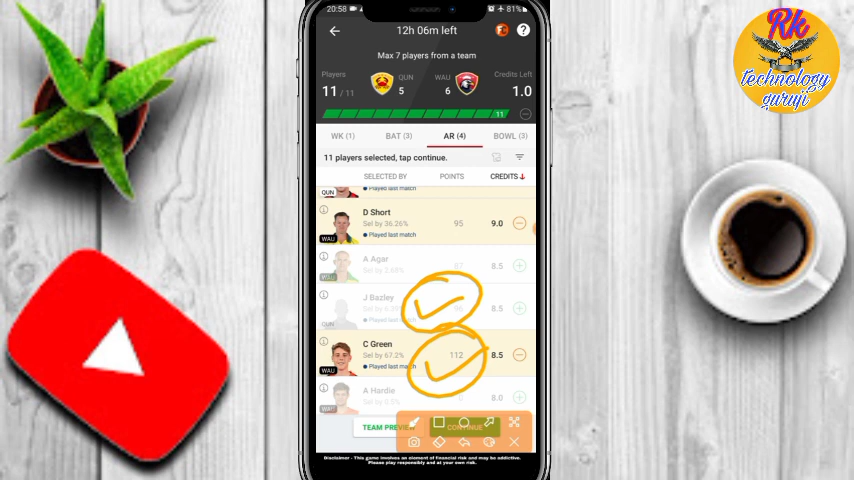 20:58
81%
12h 06m left
Max 7 players from a team
Players
QUN
WAU
Credits Left
11 / 11
5
6
1.0
11
WK (1)
BAT (3)
AR (4)
BOWL (3)
11 players selected, tap continue.
SELECTED BY
POINTS
CREDITS
Played last match
QUN
D Short
Sel by 36.26%
95
9.0
Played last match
WAU
A Agar
8.5
WAU
J Bazley
8.5
Played last
QUN
C Green
Sel by 67.2%
112
8.5
Played last match
WAU
A Hardie
8.0
WAU
TEAM PREVIEW
CONTINUE
Disclaimer - This game involves an element of financial risk and may be addictive.
Please play responsibly and at your own risk.
Rk
technology
guruji